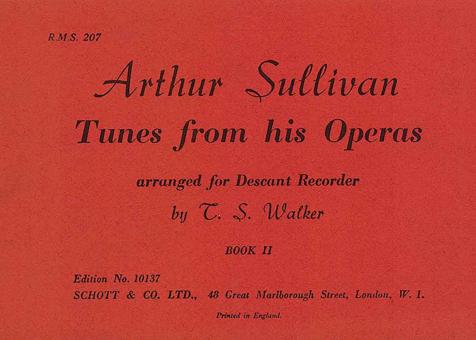 R.M.S. 207
Arthur Sullivan
Tunes from his Operas
arranged for Descant Recorder
by T. S. Walker
BOOK II
Edition No. 10137
SCHOTT & CO. LTD., 48 Great Marlborough Street, London, W. 1.
Printed in England.